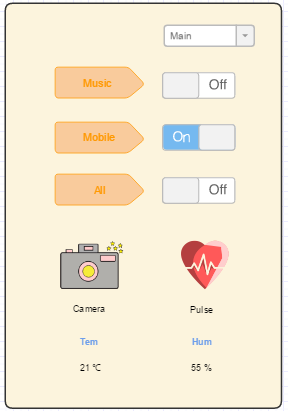 Main
Music Off
Mobile On
All Off
Camera Pulse
Tem Hum
21 ℃ 55 %